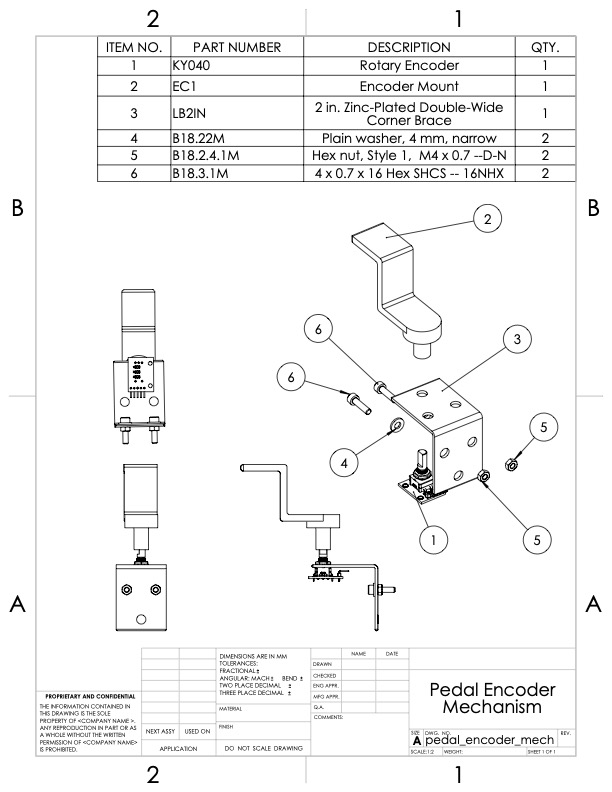 2 1
ITEM NO. PART NUMBER DESCRIPTION QTY.
1 KY040 Rotary Encoder 1
2 EC1 Encoder Mount 1
3 LB2IN 2 in. Zinc-Plated Double-Wide Corner Brace 1
4 B18.22M Plain washer, 4 mm, narrow 2
5 B18.2.4.1M Hex nut, Style 1, M4 x 0.7 --D-N 2
6 B18.3.1M 4 x 0.7 x 16 Hex SHCS -- 16NHX 2
B B
2
6
3
6
5
4
1
5
A A
DIMENSIONS ARE IN MM
TOLERANCES:
FRACTIONAL ±
ANGULAR: MACH ± BEND ±
TWO PLACE DECIMAL ±
THREE PLACE DECIMAL ±
MATERIAL
FINISH
DO NOT SCALE DRAWING
NAME DATE
DRAWN
CHECKED
ENG APPR.
MFG APPR.
Q.A.
COMMENTS:
PROPRIETARY AND CONFIDENTIAL
THE INFORMATION CONTAINED IN
THIS DRAWING IS THE SOLE
PROPERTY OF <COMPANY NAME >.
ANY REPRODUCTION IN PART OR AS
A WHOLE WITHOUT THE WRITTEN
PERMISSION OF <COMPANY NAME>
IS PROHIBITED.
NEXT ASSY USED ON
APPLICATION
Pedal Encoder
Mechanism
SIZE DWG. NO. REV.
A pedal_encoder_mech
SCALE:1:2 WEIGHT: SHEET 1 OF 1
2 1